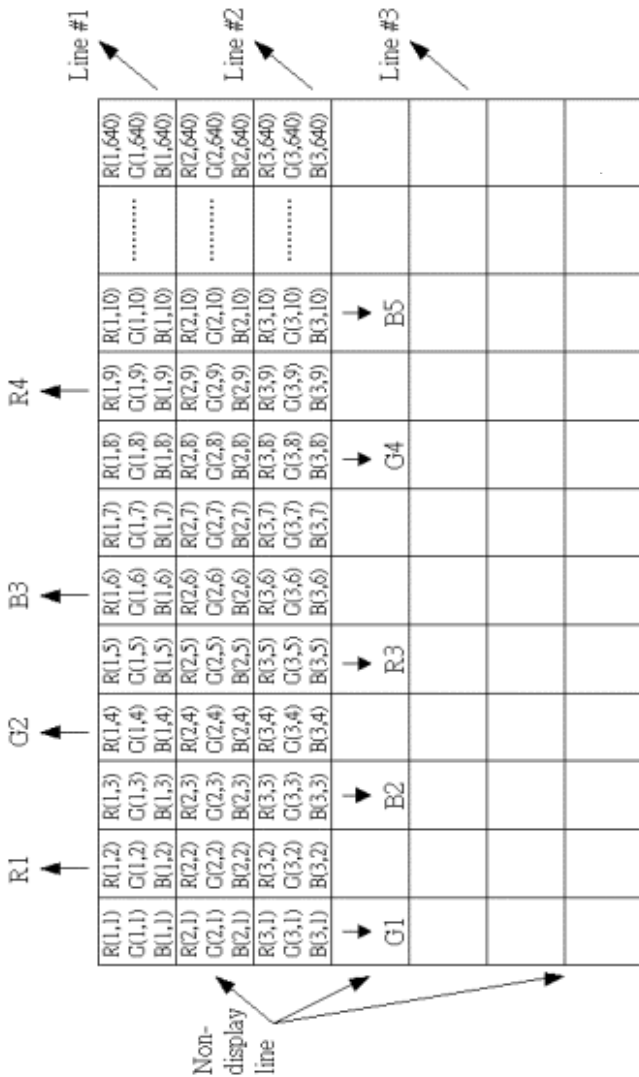 R1 G2 B3 R4
R(1,1) R(1,2) R(1,3) R(1,4) R(1,5) R(1,6) R(1,7) R(1,8) R(1,9) R(1,10) R(1,640) Line #1
G(1,1) G(1,2) G(1,3) G(1,4) G(1,5) G(1,6) G(1,7) G(1,8) G(1,9) G(1,10) ......... G(1,640)
B(1,1) B(1,2) B(1,3) B(1,4) B(1,5) B(1,6) B(1,7) B(1,8) B(1,9) B(1,10) B(1,640)
R(2,1) R(2,2) R(2,3) R(2,4) R(2,5) R(2,6) R(2,7) R(2,8) R(2,9) R(2,10) R(2,640) Line #2
G(2,1) G(2,2) G(2,3) G(2,4) G(2,5) G(2,6) G(2,7) G(2,8) G(2,9) G(2,10) ......... G(2,640)
B(2,1) B(2,2) B(2,3) B(2,4) B(2,5) B(2,6) B(2,7) B(2,8) B(2,9) B(2,10) B(2,640)
R(3,1) R(3,2) R(3,3) R(3,4) R(3,5) R(3,6) R(3,7) R(3,8) R(3,9) R(3,10) R(3,640)
G(3,1) G(3,2) G(3,3) G(3,4) G(3,5) G(3,6) G(3,7) G(3,8) G(3,9) G(3,10) ......... G(3,640)
B(3,1) B(3,2) B(3,3) B(3,4) B(3,5) B(3,6) B(3,7) B(3,8) B(3,9) B(3,10) B(3,640)
G1 B2 R3 G4 B5 Line #3
Non-
display
line